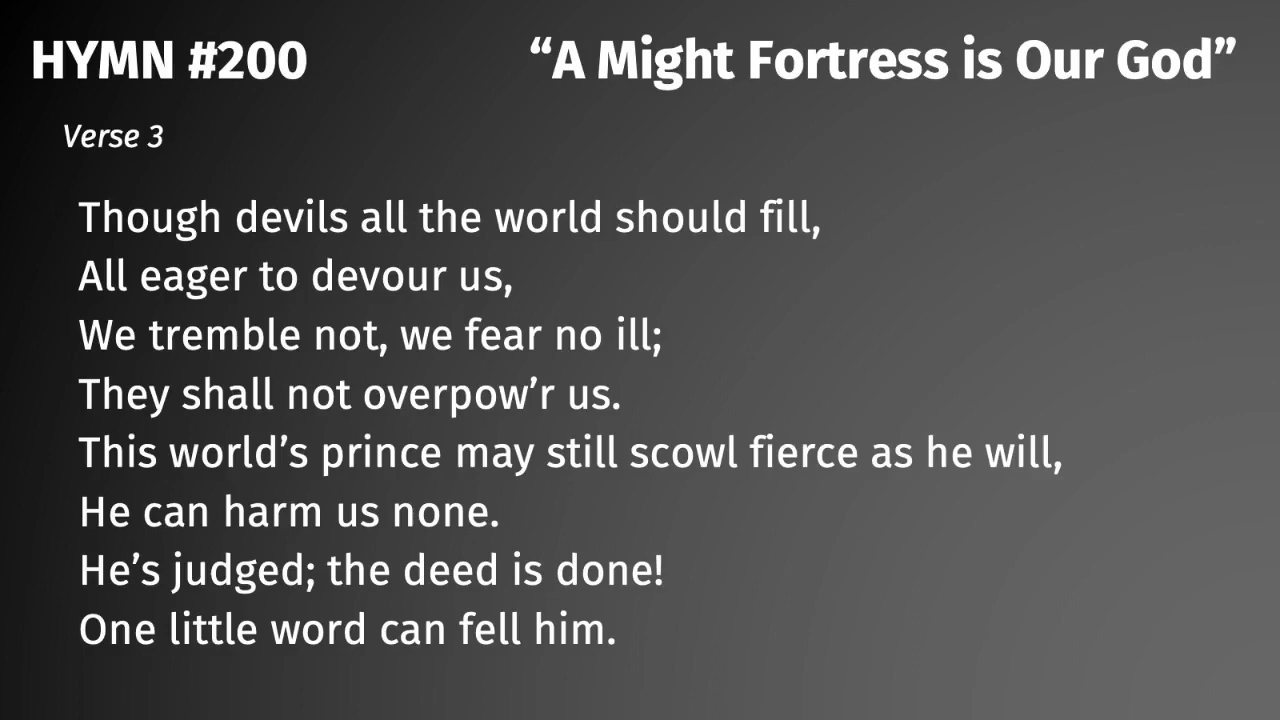 HYMN #200 “A Might Fortress is Our God”
Verse 3
Though devils all the world should fill,
All eager to devour us,
We tremble not, we fear no ill;
They shall not overpow’r us.
This world’s prince may still scowl fierce as he will,
He can harm us none.
He’s judged; the deed is done!
One little word can fell him.